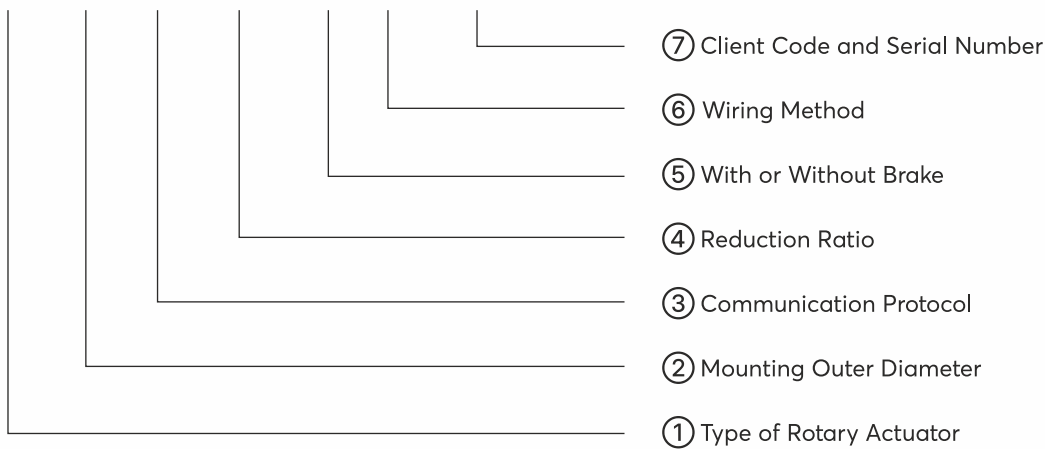 ⑦ Client Code and Serial Number
⑥ Wiring Method
⑤ With or Without Brake
④ Reduction Ratio
③ Communication Protocol
② Mounting Outer Diameter
① Type of Rotary Actuator